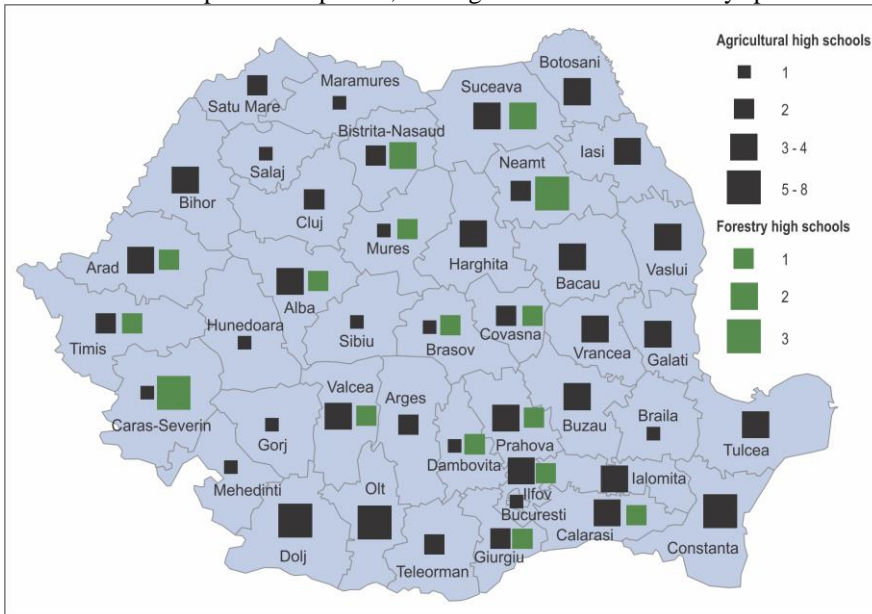 Agricultural high schools
1
2
3 - 4
5 - 8
Forestry high schools
1
2
3
Botosani
Maramures
Suceava
Satu Mare
Bistrita-Nasaud
Iasi
Neamt
Salaj
Bihor
Cluj
Mures
Harghita
Vaslui
Bacau
Arad
Alba
Hunedoara
Sibiu
Covasna
Timis
Brasov
Vrancea
Galati
Valcea
Arges
Caras-Severin
Gorj
Prahova
Buzau
Braila
Tulcea
Dambovita
Mehedinti
Olt
Ilfov
Ialomita
Bucuresti
Calarasi
Constanta
Dolj
Teleorman
Giurgiu